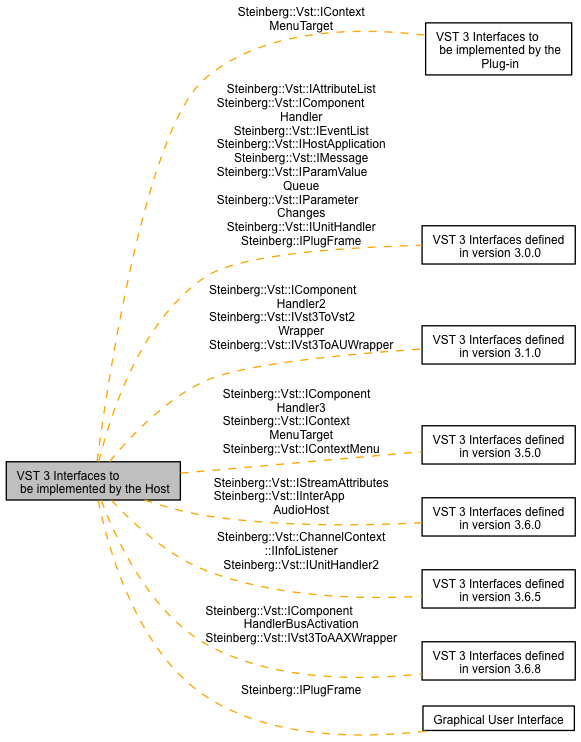 Steinberg::Vst::IContext
MenuTarget
VST 3 Interfaces to
be implemented by the
Plug-in
Steinberg::Vst::IAttributeList
Steinberg::Vst::IComponent
Handler
Steinberg::Vst::IEventList
Steinberg::Vst::IHostApplication
Steinberg::Vst::IMessage
Steinberg::Vst::IParamValue
Queue
Steinberg::Vst::IParameter
Changes
Steinberg::Vst::IUnitHandler
Steinberg::IPlugFrame
VST 3 Interfaces defined
in version 3.0.0
Steinberg::Vst::IComponent
Handler2
Steinberg::Vst::IVst3ToVst2
Wrapper
Steinberg::Vst::IVst3ToAUWrapper
VST 3 Interfaces defined
in version 3.1.0
Steinberg::Vst::IComponent
Handler3
Steinberg::Vst::IContext
MenuTarget
Steinberg::Vst::IContextMenu
VST 3 Interfaces defined
in version 3.5.0
VST 3 Interfaces to
be implemented by the Host
Steinberg::Vst::IStreamAttributes
Steinberg::Vst::IInterApp
AudioHost
VST 3 Interfaces defined
in version 3.6.0
Steinberg::Vst::ChannelContext
::IInfoListener
Steinberg::Vst::IUnitHandler2
VST 3 Interfaces defined
in version 3.6.5
Steinberg::Vst::IComponent
HandlerBusActivation
Steinberg::Vst::IVst3ToAAXWrapper
VST 3 Interfaces defined
in version 3.6.8
Steinberg::IPlugFrame
Graphical User Interface